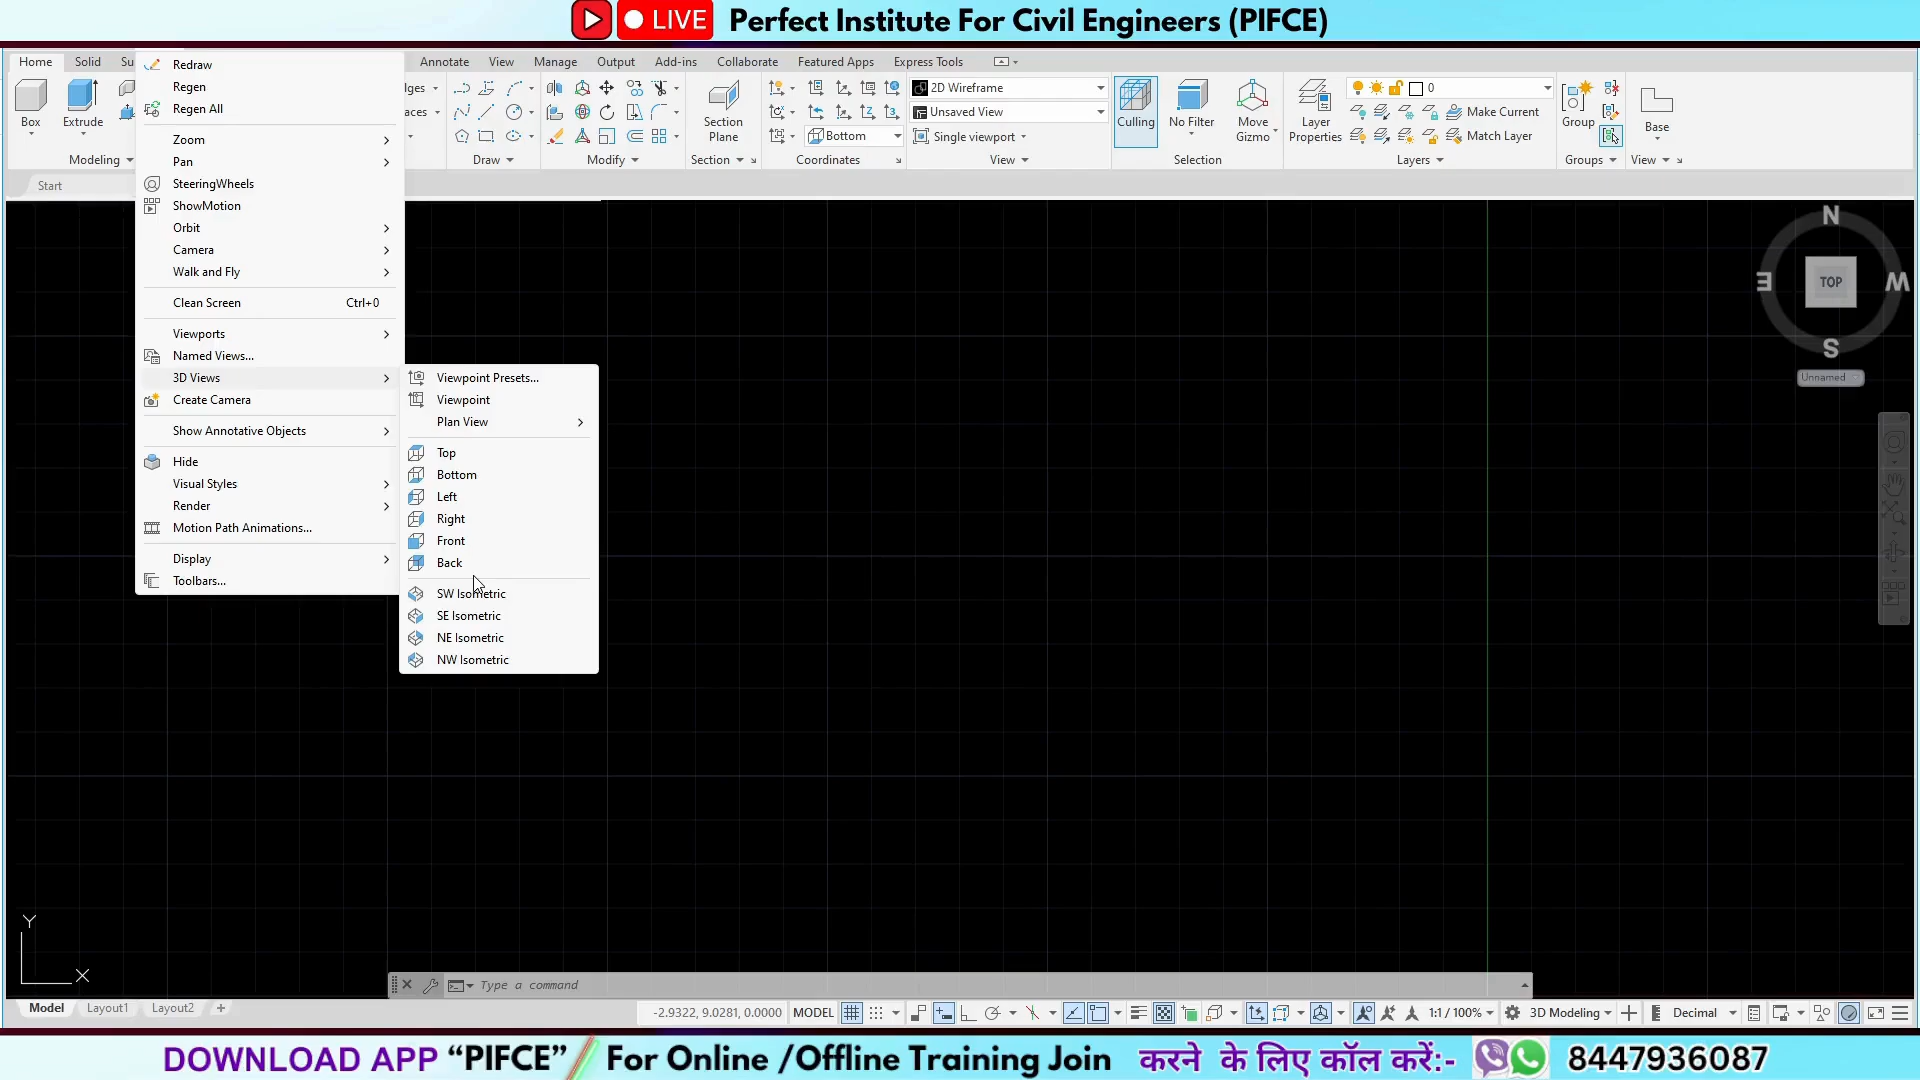 LIVE Perfect Institute For Civil Engineers (PIFCE)
Home Solid Su Annotate View Manage Output Add-ins Collaborate Featured Apps Express Tools
Box
Extrude
Modeling
Redraw
Regen
Regen All
Zoom
Pan
SteeringWheels
ShowMotion
Orbit
Camera
Walk and Fly
Clean Screen Ctrl+0
Viewports
Named Views...
3D Views
Create Camera
Show Annotative Objects
Hide
Visual Styles
Render
Motion Path Animations...
Display
Toolbars...
Viewpoint Presets...
Viewpoint
Plan View
Top
Bottom
Left
Right
Front
Back
SW Isometric
SE Isometric
NE Isometric
NW Isometric
lges
aces
Draw
Modify
Section
Plane
Section
Bottom
Coordinates
2D Wireframe
Unsaved View
Single viewport
View
Culling
No Filter
Move
Gizmo
Selection
Layer
Properties
0
Make Current
Match Layer
Layers
Group
Groups
Base
View
Start
N
E TOP W
S
Unnamed
Y
X
Type a command
Model Layout1 Layout2
-2.9322, 9.0281, 0.0000 MODEL 1:1 / 100% 3D Modeling Decimal
DOWNLOAD APP “PIFCE” For Online /Offline Training Join करने के लिए कॉल करें:- 8447936087